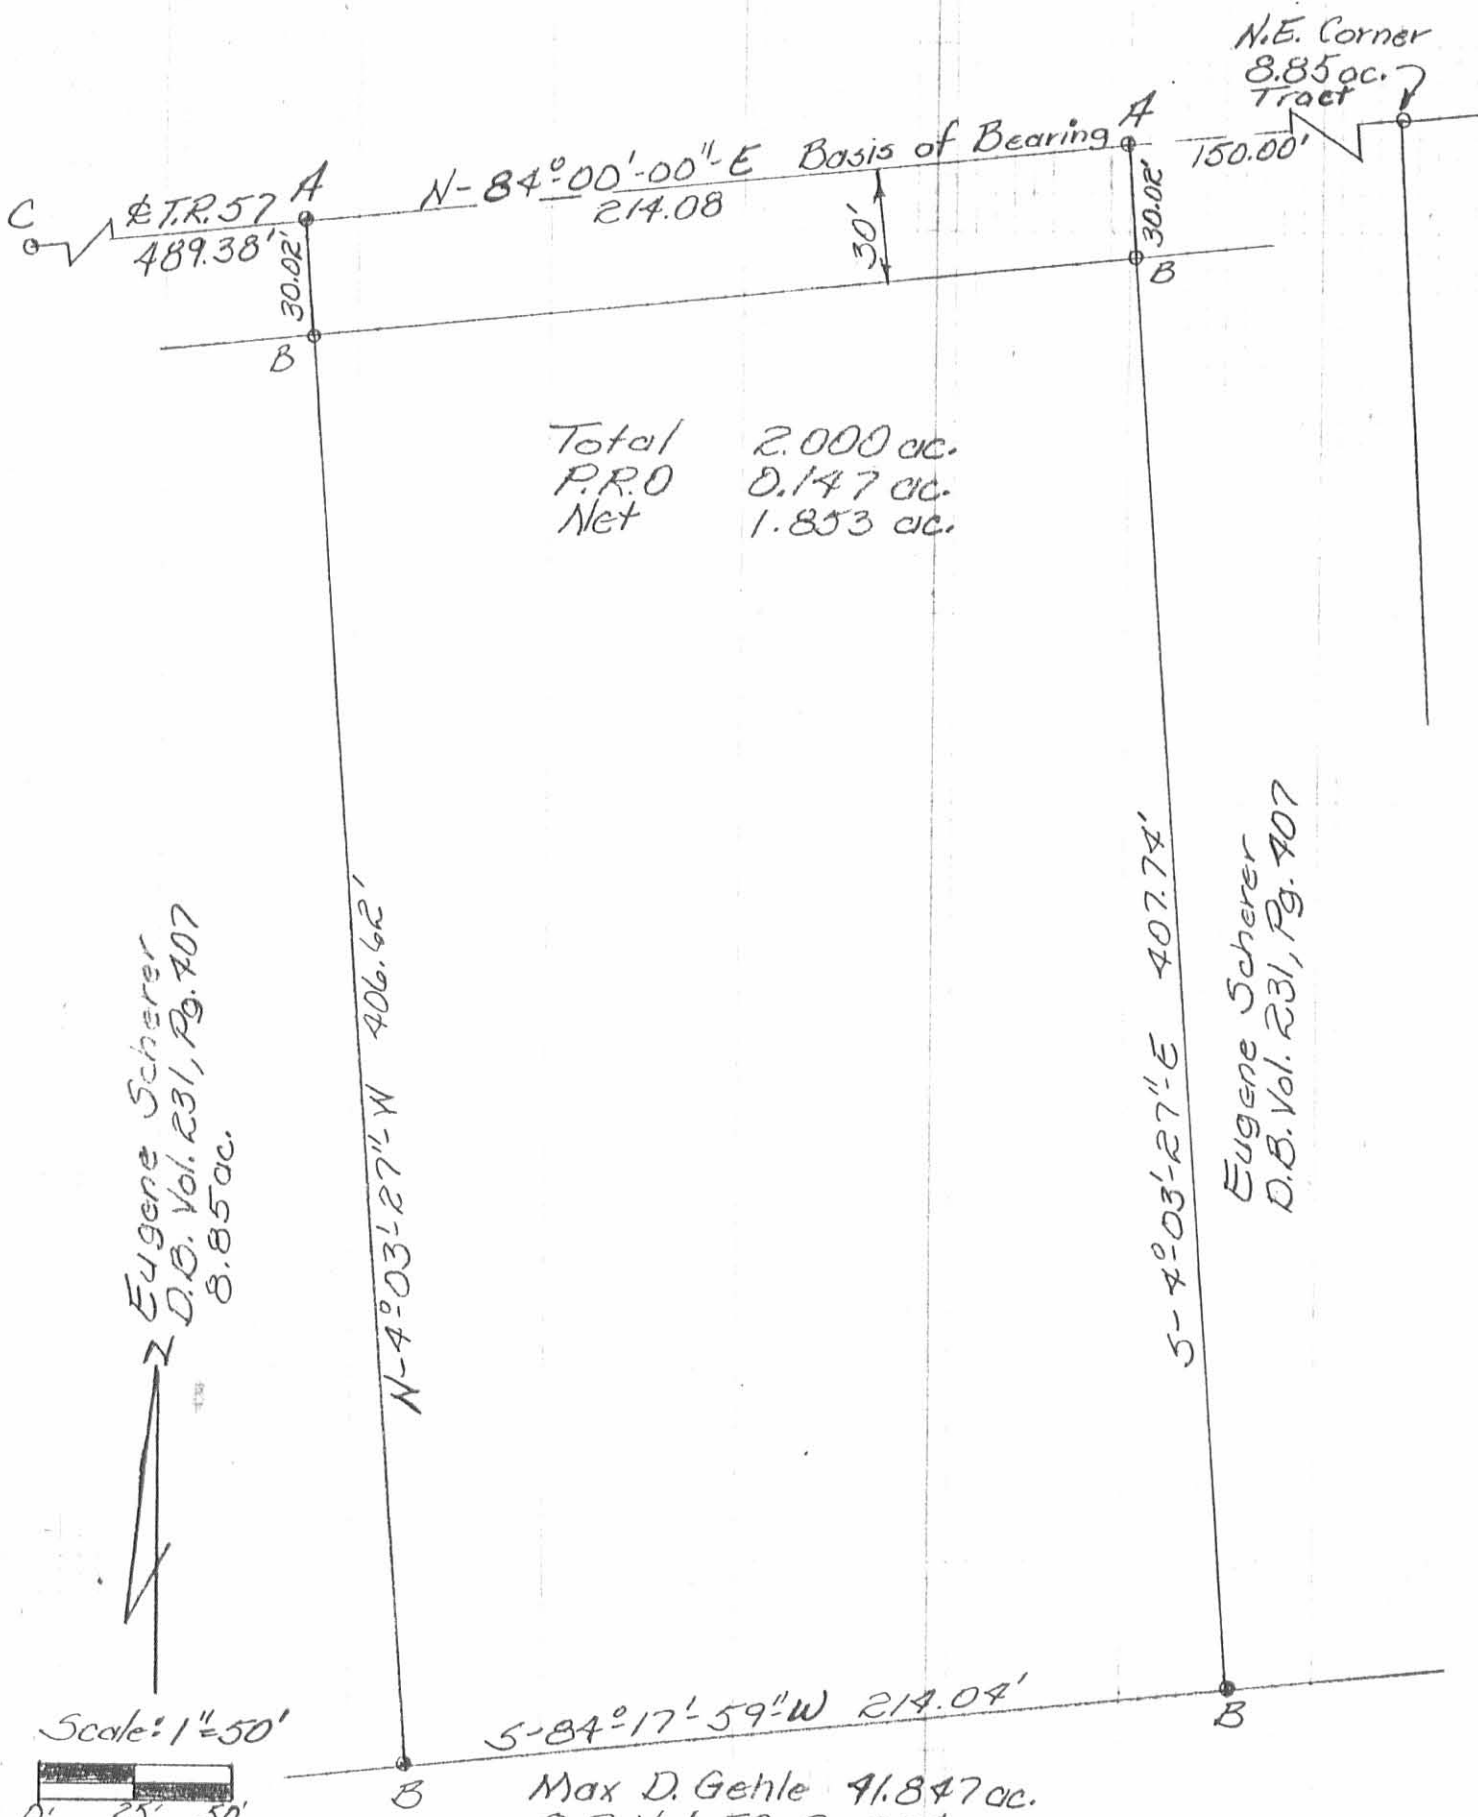 N.E. Corner
8.85 ac.
Tract
A
N-84°-00'-00"-E Basis of Bearing
214.08
150.00'
C
₵ T.R. 57
489.38'
A
30.02'
30.02'
30'
B
B
Total 2.000 ac.
P.R.O 0.147 ac.
Net 1.853 ac.
N-4°-03'-27"-W 406.62'
S-4°-03'-27"-E 407.74'
Eugene Scherer
D.B. Vol. 231, Pg. 407
8.85 ac.
Eugene Scherer
D.B. Vol. 231, Pg. 407
N
Scale: 1"=50'
0' 25' 50'
S-84°-17'-59"-W 214.04'
B
B
Max D. Gehle 41.847 ac.